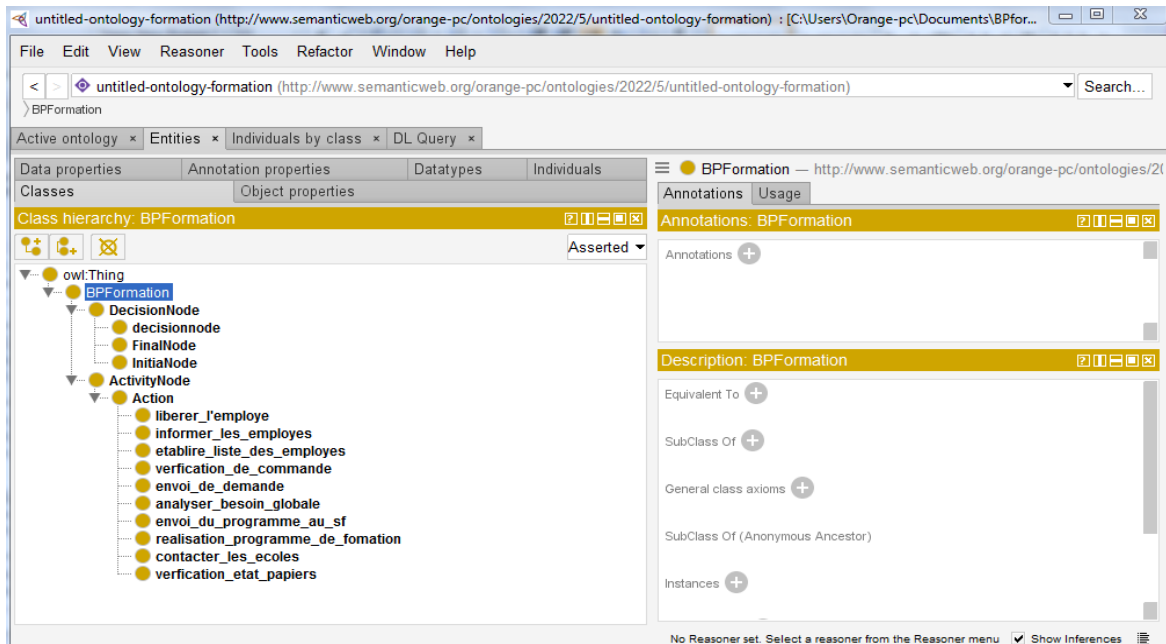 untitled-ontology-formation (http://www.semanticweb.org/orange-pc/ontologies/2022/5/untitled-ontology-formation) : [C:\Users\Orange-pc\Documents\BPfor...
File Edit View Reasoner Tools Refactor Window Help
< > untitled-ontology-formation (http://www.semanticweb.org/orange-pc/ontologies/2022/5/untitled-ontology-formation) Search...
BPFormation
Active ontology × Entities × Individuals by class × DL Query ×
Data properties Annotation properties Datatypes Individuals
Classes Object properties
Class hierarchy: BPFormation
Asserted
owl:Thing
BPFormation
DecisionNode
decisionnode
FinalNode
InitiaNode
ActivityNode
Action
liberer_l'employe
informer_les_employes
etablire_liste_des_employes
verfication_de_commande
envoi_de_demande
analyser_besoin_globale
envoi_du_programme_au_sf
realisation_programme_de_fomation
contacter_les_ecoles
verfication_etat_papiers
BPFormation — http://www.semanticweb.org/orange-pc/ontologies/20
Annotations Usage
Annotations: BPFormation
Annotations
Description: BPFormation
Equivalent To
SubClass Of
General class axioms
SubClass Of (Anonymous Ancestor)
Instances
No Reasoner set. Select a reasoner from the Reasoner menu Show Inferences